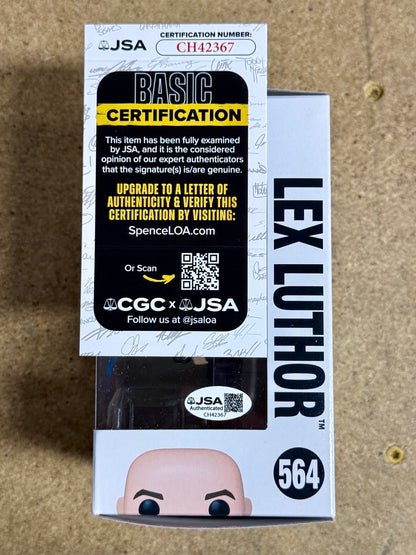 JSA
CERTIFICATION NUMBER:
CH42367
BASIC
CERTIFICATION
This item has been fully examined
by JSA, and it is the considered
opinion of our expert authenticators
that the signature(s) is/are genuine.
UPGRADE TO A LETTER OF
AUTHENTICITY & VERIFY THIS
CERTIFICATION BY VISITING:
SpenceLOA.com
Or Scan
CGC x JSA
Follow us at @jsaloa
LEX LUTHOR™
564
JSA
Authenticated
CH42367